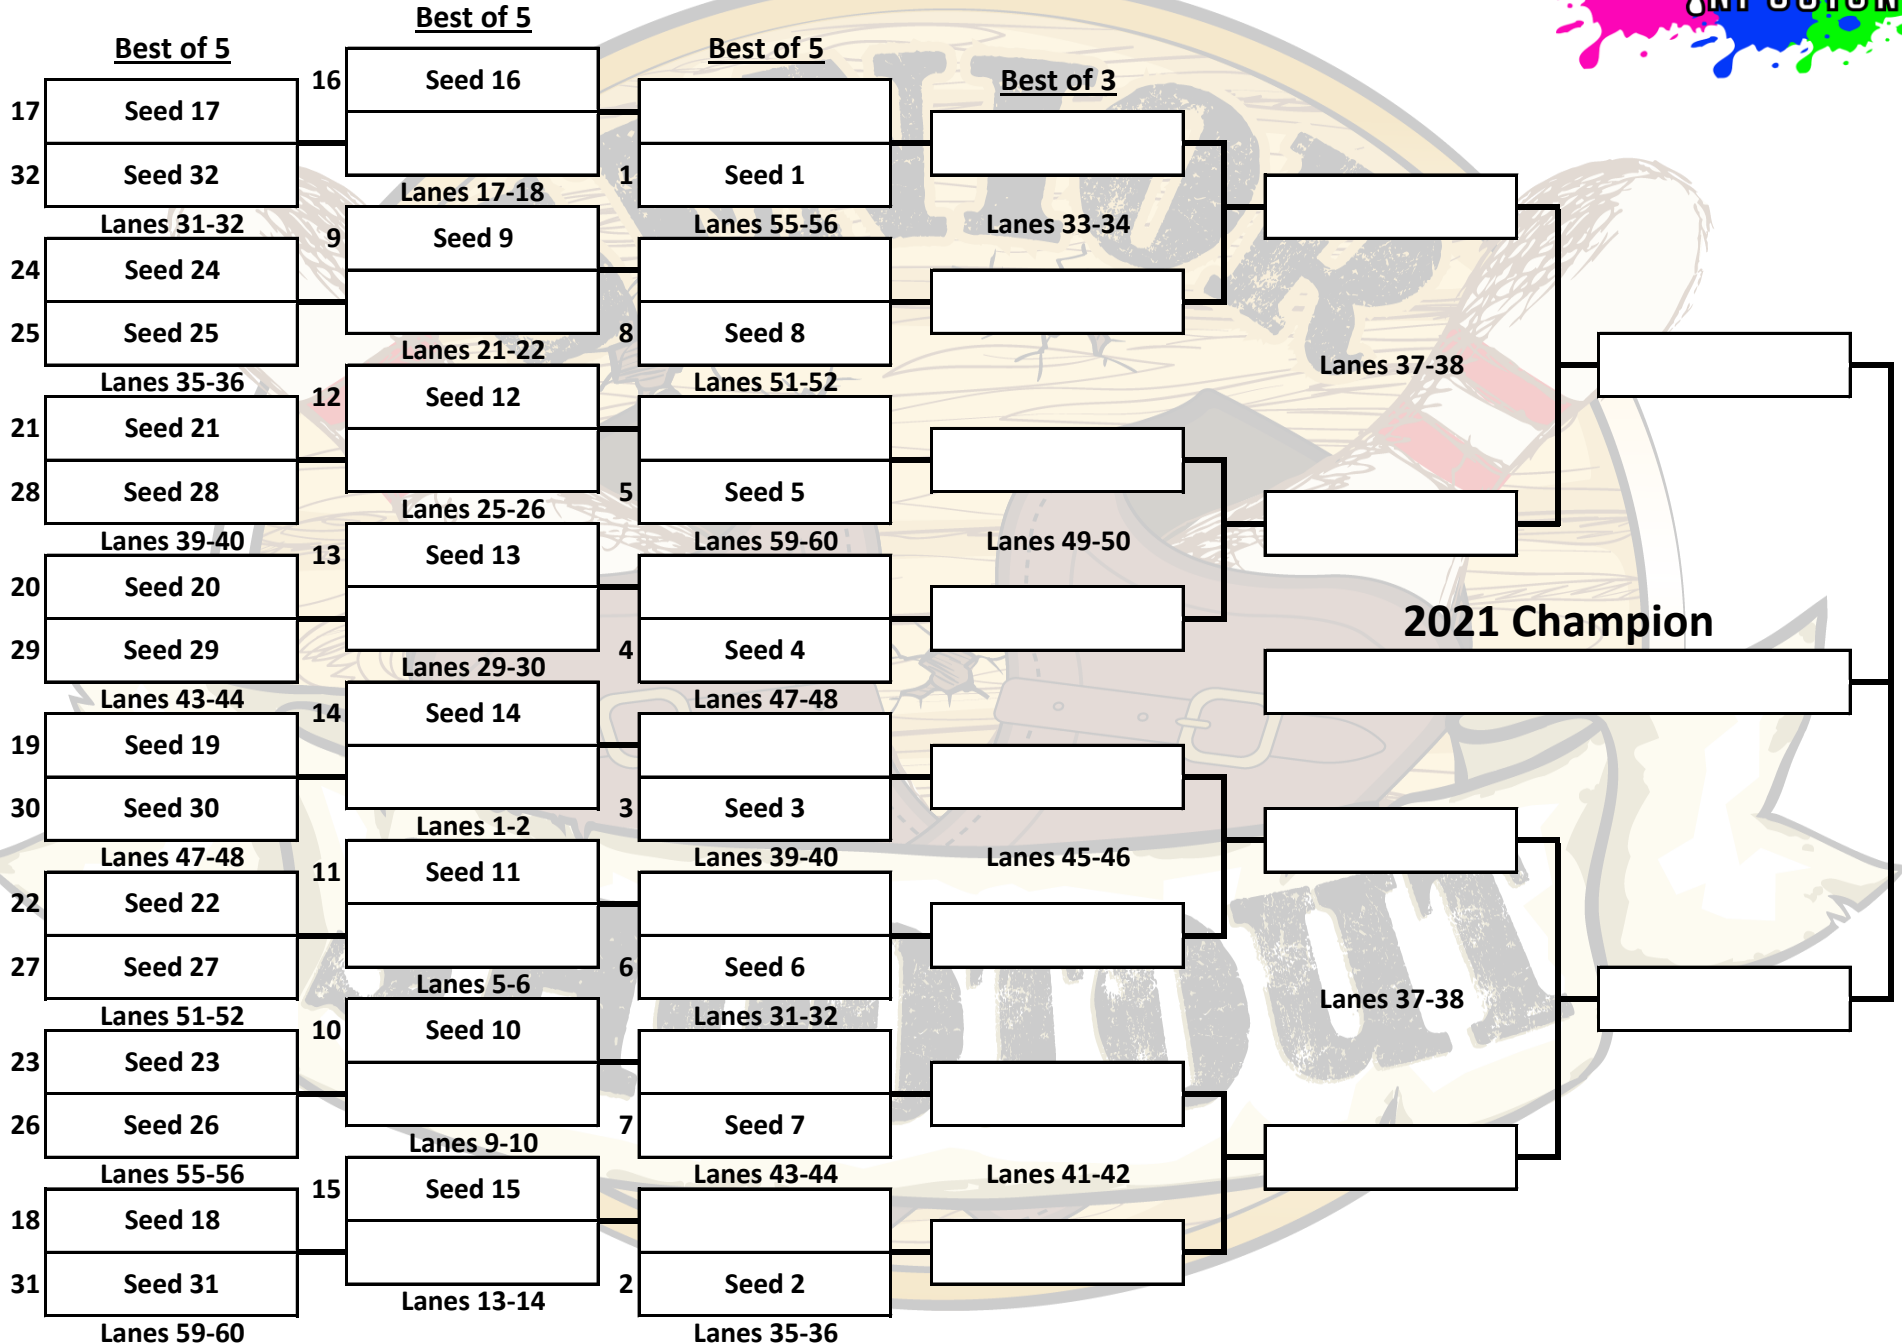 Best of 5
17 Seed 17
32 Seed 32
Lanes 31-32
24 Seed 24
25 Seed 25
Lanes 35-36
21 Seed 21
28 Seed 28
Lanes 39-40
20 Seed 20
29 Seed 29
Lanes 43-44
19 Seed 19
30 Seed 30
Lanes 47-48
22 Seed 22
27 Seed 27
Lanes 51-52
23 Seed 23
26 Seed 26
Lanes 55-56
18 Seed 18
31 Seed 31
Lanes 59-60
Best of 5
16 Seed 16
Lanes 17-18
9 Seed 9
Lanes 21-22
12 Seed 12
Lanes 25-26
13 Seed 13
Lanes 29-30
14 Seed 14
Lanes 1-2
11 Seed 11
Lanes 5-6
10 Seed 10
Lanes 9-10
15 Seed 15
Lanes 13-14
Best of 5
1 Seed 1
Lanes 55-56
8 Seed 8
Lanes 51-52
5 Seed 5
Lanes 59-60
4 Seed 4
Lanes 47-48
3 Seed 3
Lanes 39-40
6 Seed 6
Lanes 31-32
7 Seed 7
Lanes 43-44
2 Seed 2
Lanes 35-36
Best of 3
Lanes 33-34
Lanes 49-50
Lanes 45-46
Lanes 41-42
Lanes 37-38
2021 Champion
Lanes 37-38